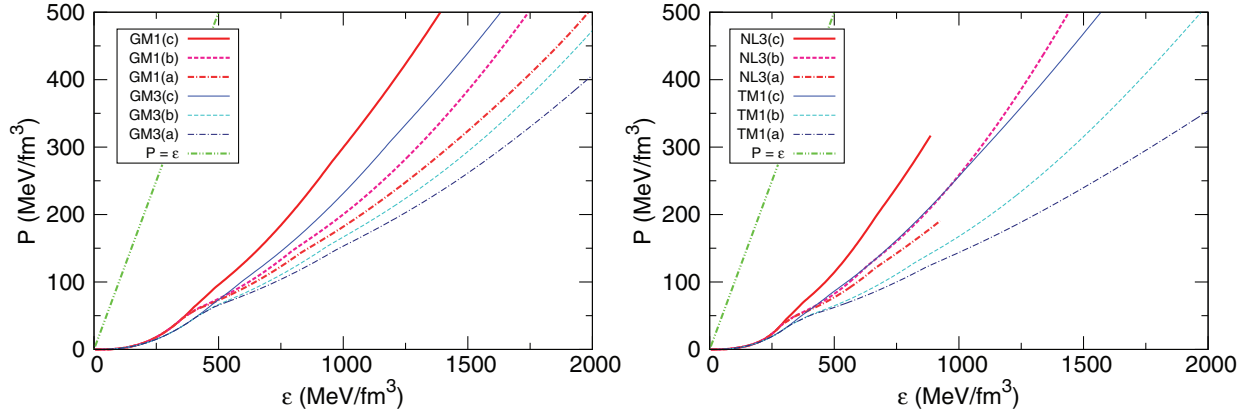 500
400
300
200
100
0
P (MeV/fm³)
GM1(c)
GM1(b)
GM1(a)
GM3(c)
GM3(b)
GM3(a)
P = ε
0 500 1000 1500 2000
ε (MeV/fm³)
500
400
300
200
100
0
P (MeV/fm³)
NL3(c)
NL3(b)
NL3(a)
TM1(c)
TM1(b)
TM1(a)
P = ε
0 500 1000 1500 2000
ε (MeV/fm³)